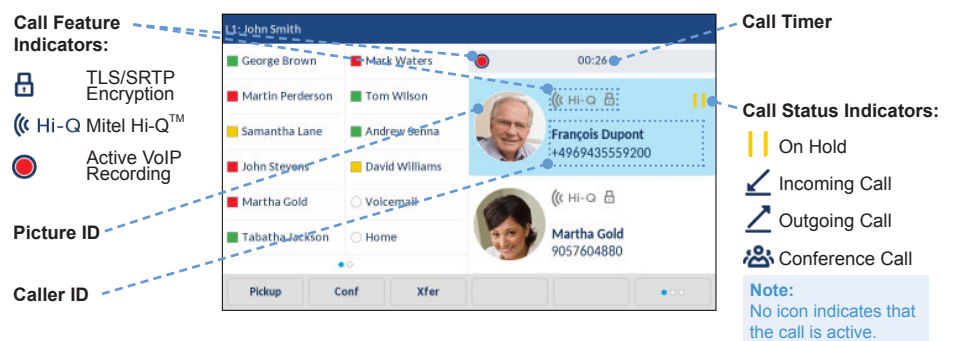 Call Feature
Indicators:
TLS/SRTP
Encryption
Hi-Q Mitel Hi-Q™
Active VoIP
Recording
Picture ID
Caller ID
L1: John Smith
George Brown
Mark Waters
Martin Perderson
Tom WIlson
Samantha Lane
Andrew Senna
John Stevens
David Williams
Martha Gold
Voicemail
Tabatha Jackson
Home
Pickup
Conf
Xfer
00:26
Hi-Q
François Dupont
+4969435559200
Hi-Q
Martha Gold
9057604880
Call Timer
Call Status Indicators:
On Hold
Incoming Call
Outgoing Call
Conference Call
Note:
No icon indicates that
the call is active.